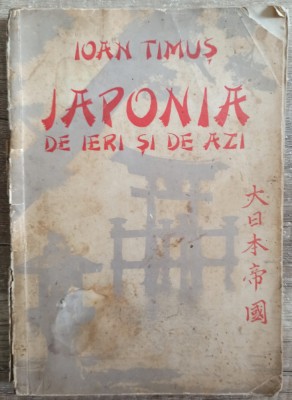 IOAN TIMUȘ
JAPONIA
DE IERI ȘI DE AZI
大日本帝國